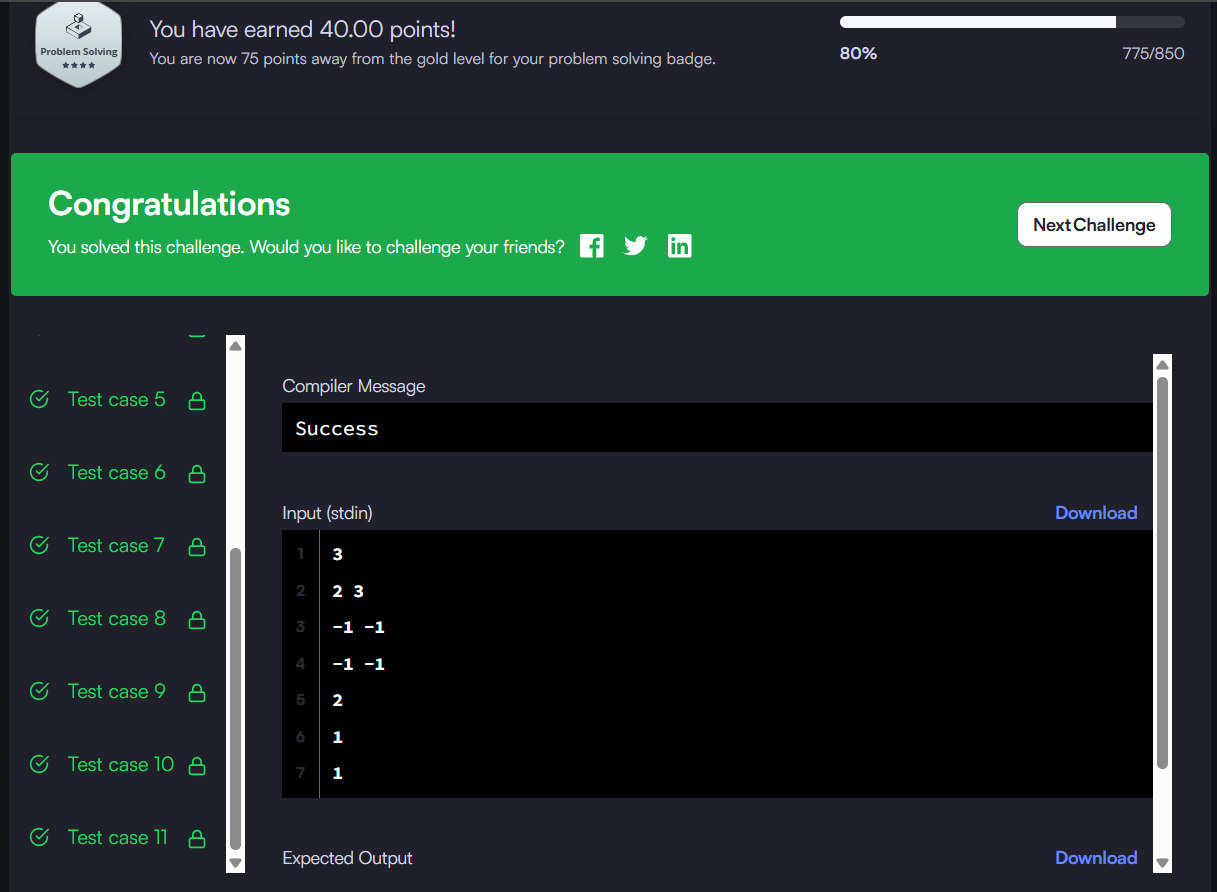 Problem Solving
You have earned 40.00 points!
You are now 75 points away from the gold level for your problem solving badge.
80%
775/850
Congratulations
You solved this challenge. Would you like to challenge your friends?
Next Challenge
Test case 5
Test case 6
Test case 7
Test case 8
Test case 9
Test case 10
Test case 11
Compiler Message
Success
Input (stdin)
Download
1 3
2 2 3
3 -1 -1
4 -1 -1
5 2
6 1
7 1
Expected Output
Download